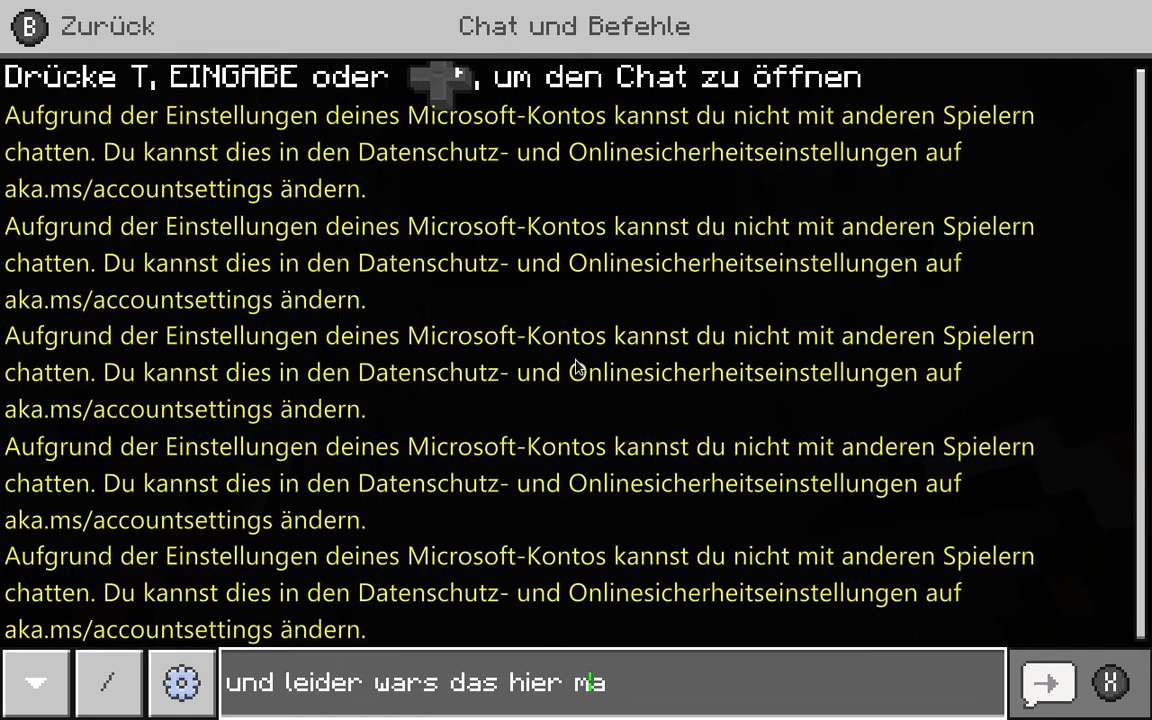 B Zurück Chat und Befehle
Drücke T, EINGABE oder , um den Chat zu öffnen
Aufgrund der Einstellungen deines Microsoft-Kontos kannst du nicht mit anderen Spielern
chatten. Du kannst dies in den Datenschutz- und Onlinesicherheitseinstellungen auf
aka.ms/accountsettings ändern.
Aufgrund der Einstellungen deines Microsoft-Kontos kannst du nicht mit anderen Spielern
chatten. Du kannst dies in den Datenschutz- und Onlinesicherheitseinstellungen auf
aka.ms/accountsettings ändern.
Aufgrund der Einstellungen deines Microsoft-Kontos kannst du nicht mit anderen Spielern
chatten. Du kannst dies in den Datenschutz- und Onlinesicherheitseinstellungen auf
aka.ms/accountsettings ändern.
Aufgrund der Einstellungen deines Microsoft-Kontos kannst du nicht mit anderen Spielern
chatten. Du kannst dies in den Datenschutz- und Onlinesicherheitseinstellungen auf
aka.ms/accountsettings ändern.
Aufgrund der Einstellungen deines Microsoft-Kontos kannst du nicht mit anderen Spielern
chatten. Du kannst dies in den Datenschutz- und Onlinesicherheitseinstellungen auf
aka.ms/accountsettings ändern.
/ und leider wars das hier ma X